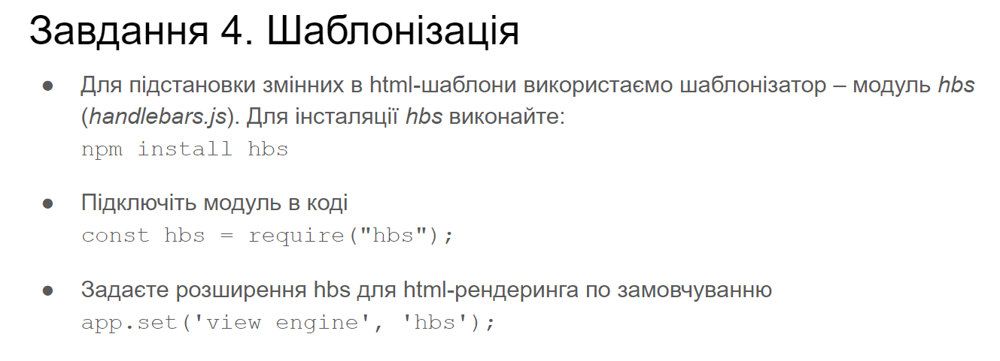 Завдання 4. Шаблонізація
● Для підстановки змінних в html-шаблони використаємо шаблонізатор – модуль hbs
(handlebars.js). Для інсталяції hbs виконайте:
npm install hbs
● Підключіть модуль в коді
const hbs = require("hbs");
● Задаєте розширення hbs для html-рендеринга по замовчуванню
app.set('view engine', 'hbs');